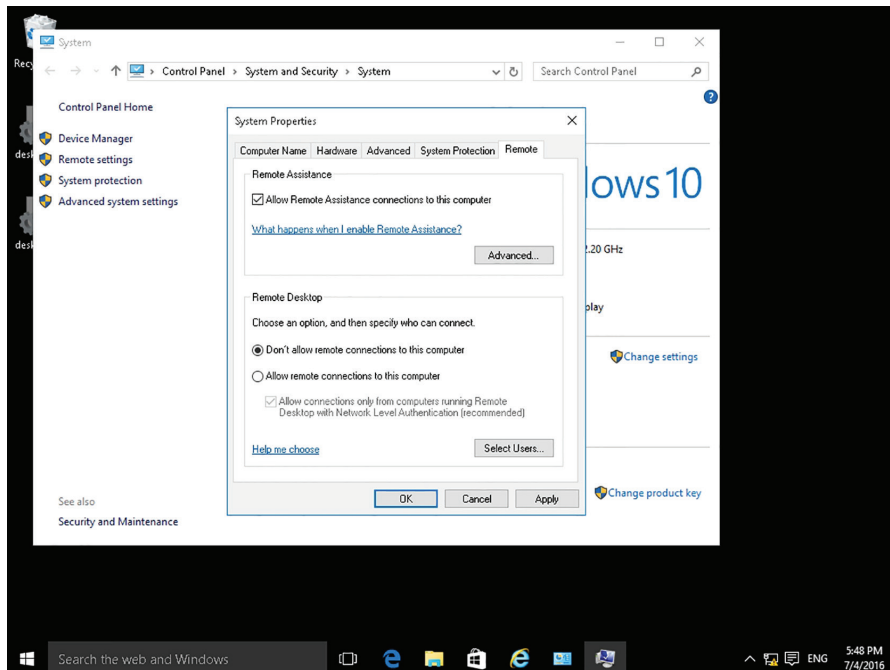 Recy
System
Control Panel > System and Security > System
Search Control Panel
?
Control Panel Home
Device Manager
Remote settings
System protection
Advanced system settings
desk
desk
System Properties
Computer Name Hardware Advanced System Protection Remote
Remote Assistance
Allow Remote Assistance connections to this computer
What happens when I enable Remote Assistance?
Advanced...
Remote Desktop
Choose an option, and then specify who can connect.
Don't allow remote connections to this computer
Allow remote connections to this computer
Allow connections only from computers running Remote
Desktop with Network Level Authentication (recommended)
Help me choose
Select Users...
OK Cancel Apply
ows 10
.20 GHz
play
Change settings
Change product key
See also
Security and Maintenance
Search the web and Windows
ENG
5:48 PM
7/4/2016